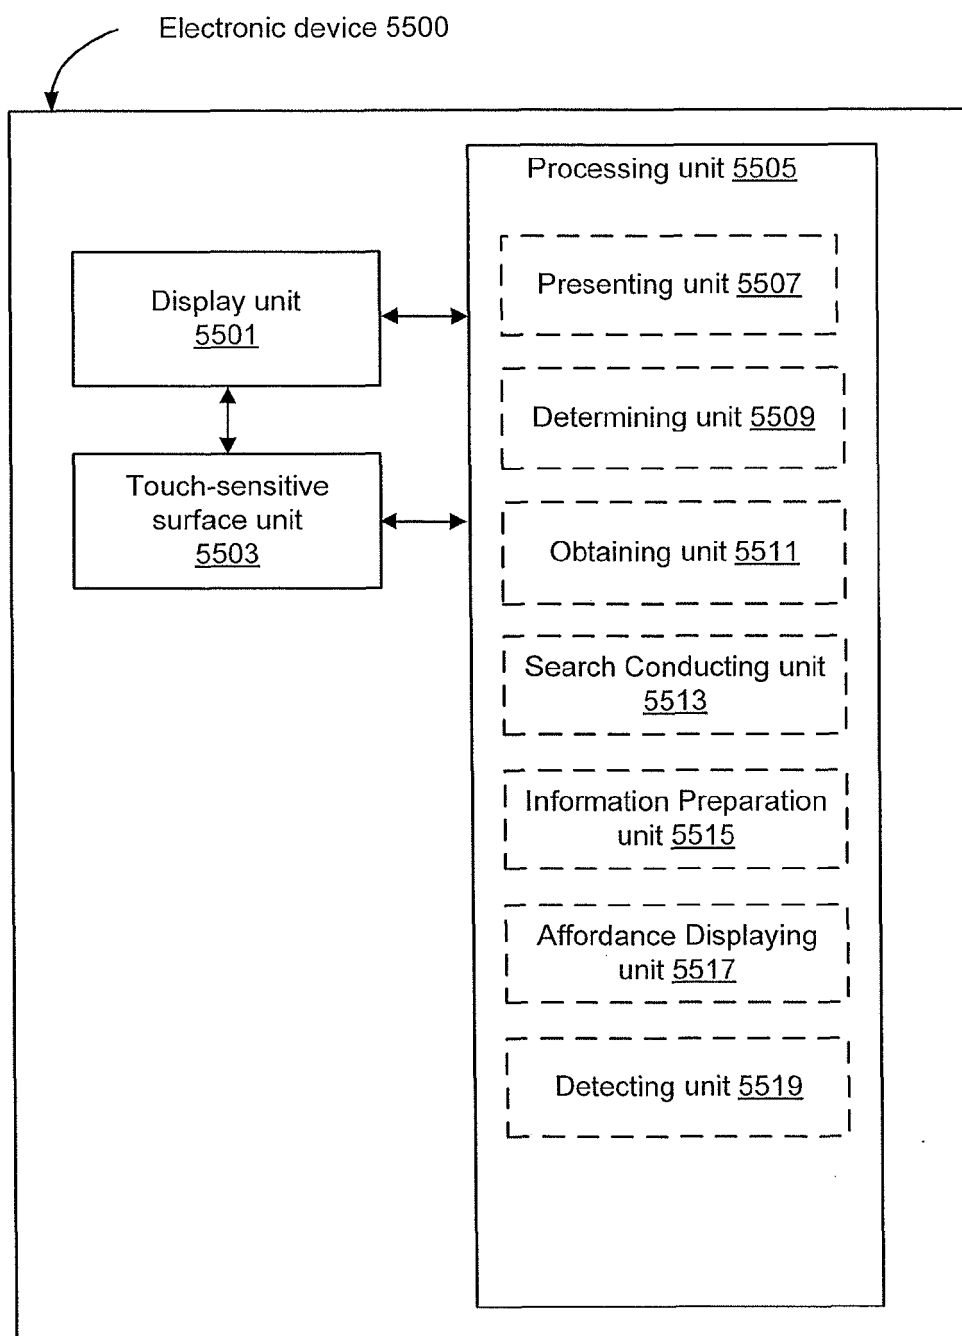 Electronic device 5500
Processing unit 5505
Presenting unit 5507
Display unit
5501
Determining unit 5509
Touch-sensitive
surface unit
5503
Obtaining unit 5511
Search Conducting unit
5513
Information Preparation
unit 5515
Affordance Displaying
unit 5517
Detecting unit 5519